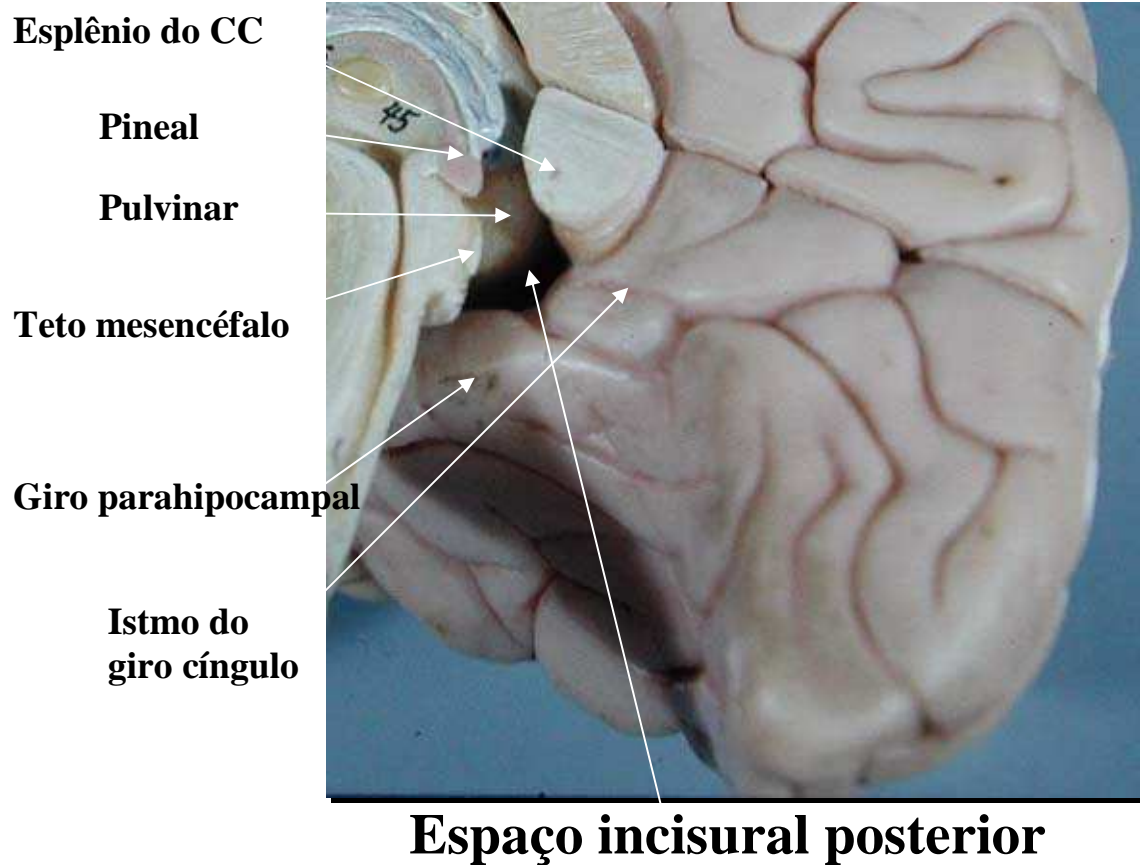 Esplênio do CC
Pineal
45
Pulvinar
Teto mesencéfalo
Giro parahipocampal
Istmo do
giro cíngulo
Espaço incisural posterior